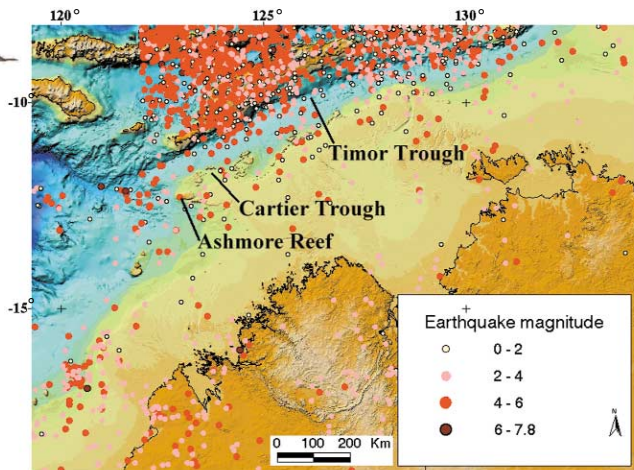 120° 125° 130°
-10°
Timor Trough
Cartier Trough
Ashmore Reef
-15°
Earthquake magnitude
0 - 2
2 - 4
4 - 6
6 - 7.8
N
0 100 200 Km